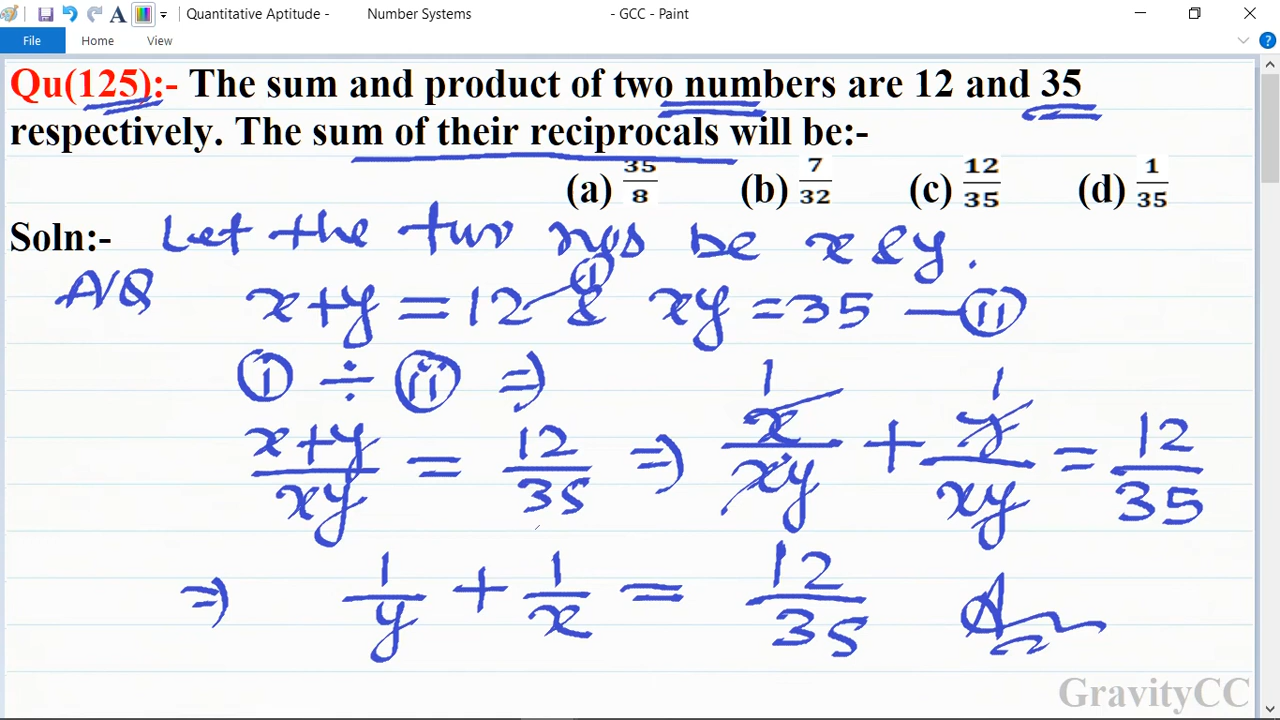 Quantitative Aptitude - Number Systems - GCC - Paint
File Home View
Qu(125):- The sum and product of two numbers are 12 and 35
respectively. The sum of their reciprocals will be:-
(a) 35/8 (b) 7/32 (c) 12/35 (d) 1/35
Soln:- Let the two nos be x & y.
A/Q x+y = 12 — (i) & xy = 35 — (ii)
(i) ÷ (ii) ⇒
x+y/xy = 12/35 ⇒ x/xy + y/xy = 12/35
⇒ 1/y + 1/x = 12/35 Ans
GravityCC